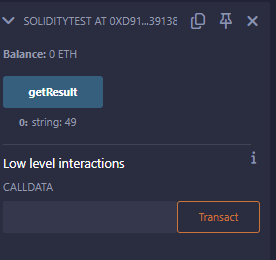 SOLIDITYTEST AT 0XD91...39138
Balance: 0 ETH
getResult
0: string: 49
Low level interactions
i
CALLDATA
Transact